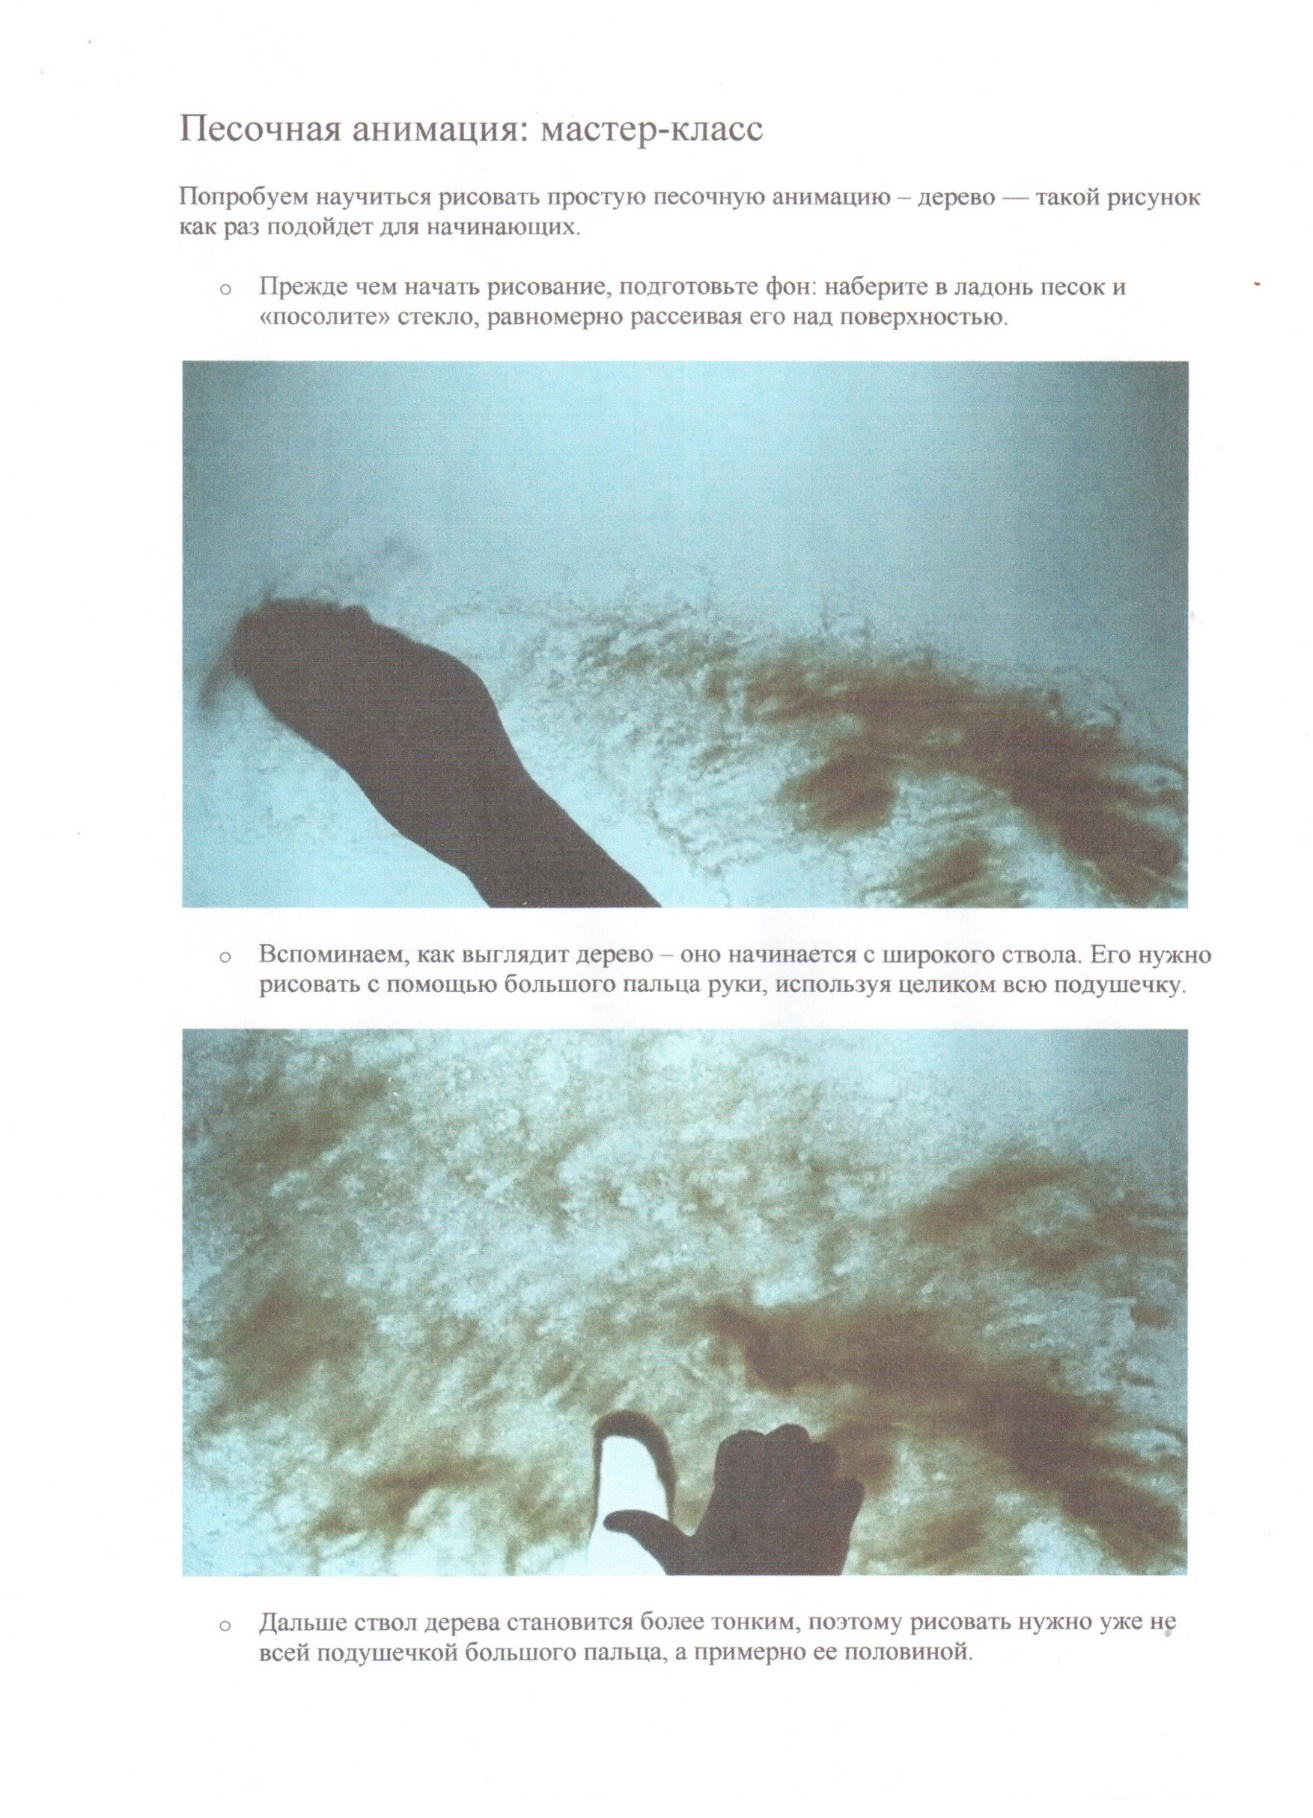 Песочная анимация: мастер-класс
Попробуем научиться рисовать простую песочную анимацию – дерево — такой рисунок
как раз подойдет для начинающих.
o Прежде чем начать рисование, подготовьте фон: наберите в ладонь песок и
«посолите» стекло, равномерно рассеивая его над поверхностью.
o Вспоминаем, как выглядит дерево – оно начинается с широкого ствола. Его нужно
рисовать с помощью большого пальца руки, используя целиком всю подушечку.
o Дальше ствол дерева становится более тонким, поэтому рисовать нужно уже не
всей подушечкой большого пальца, а примерно ее половиной.